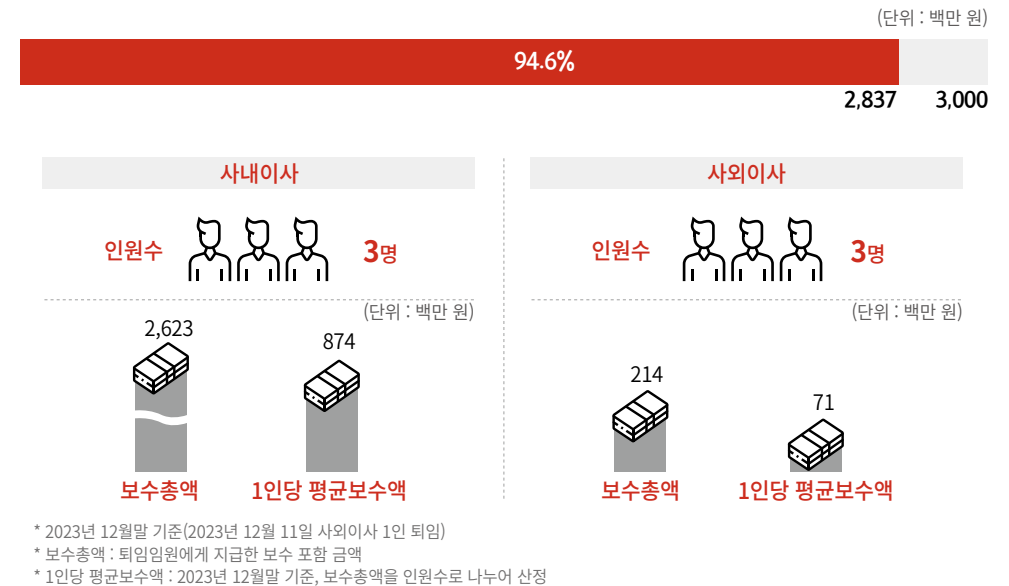 (단위 : 백만 원)
94.6%
2,837 3,000
사내이사
인원수 3명
(단위 : 백만 원)
2,623 874
보수총액 1인당 평균보수액
사외이사
인원수 3명
(단위 : 백만 원)
214 71
보수총액 1인당 평균보수액
* 2023년 12월말 기준(2023년 12월 11일 사외이사 1인 퇴임)
* 보수총액 : 퇴임임원에게 지급한 보수 포함 금액
* 1인당 평균보수액 : 2023년 12월말 기준, 보수총액을 인원수로 나누어 산정